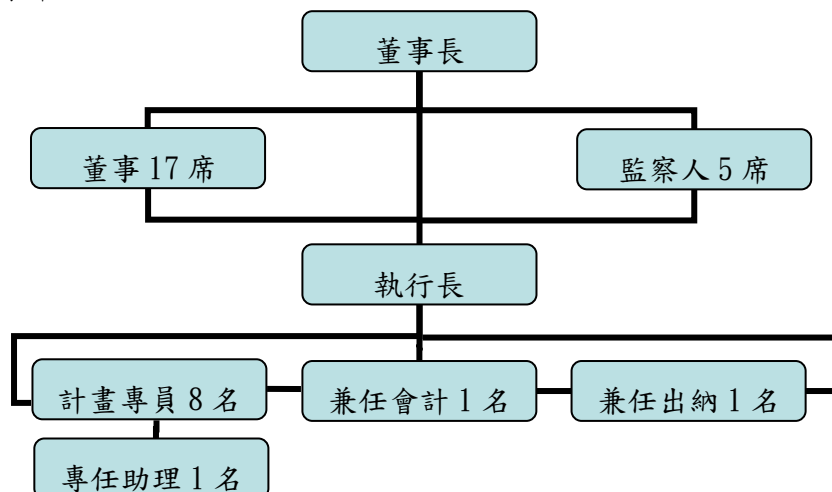 董事長
董事 17 席
監察人 5 席
執行長
計畫專員 8 名
兼任會計 1 名
兼任出納 1 名
專任助理 1 名